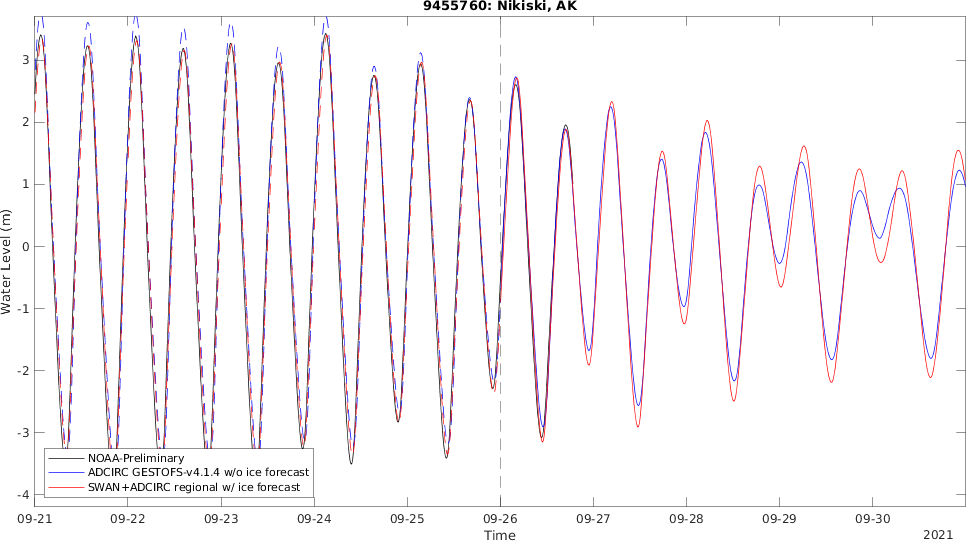 9455760: Nikiski, AK
Water Level (m)
3
2
1
0
-1
-2
-3
-4
NOAA-Preliminary
ADCIRC GESTOFS-v4.1.4 w/o ice forecast
SWAN+ADCIRC regional w/ ice forecast
09-21 09-22 09-23 09-24 09-25 09-26 09-27 09-28 09-29 09-30
Time
2021